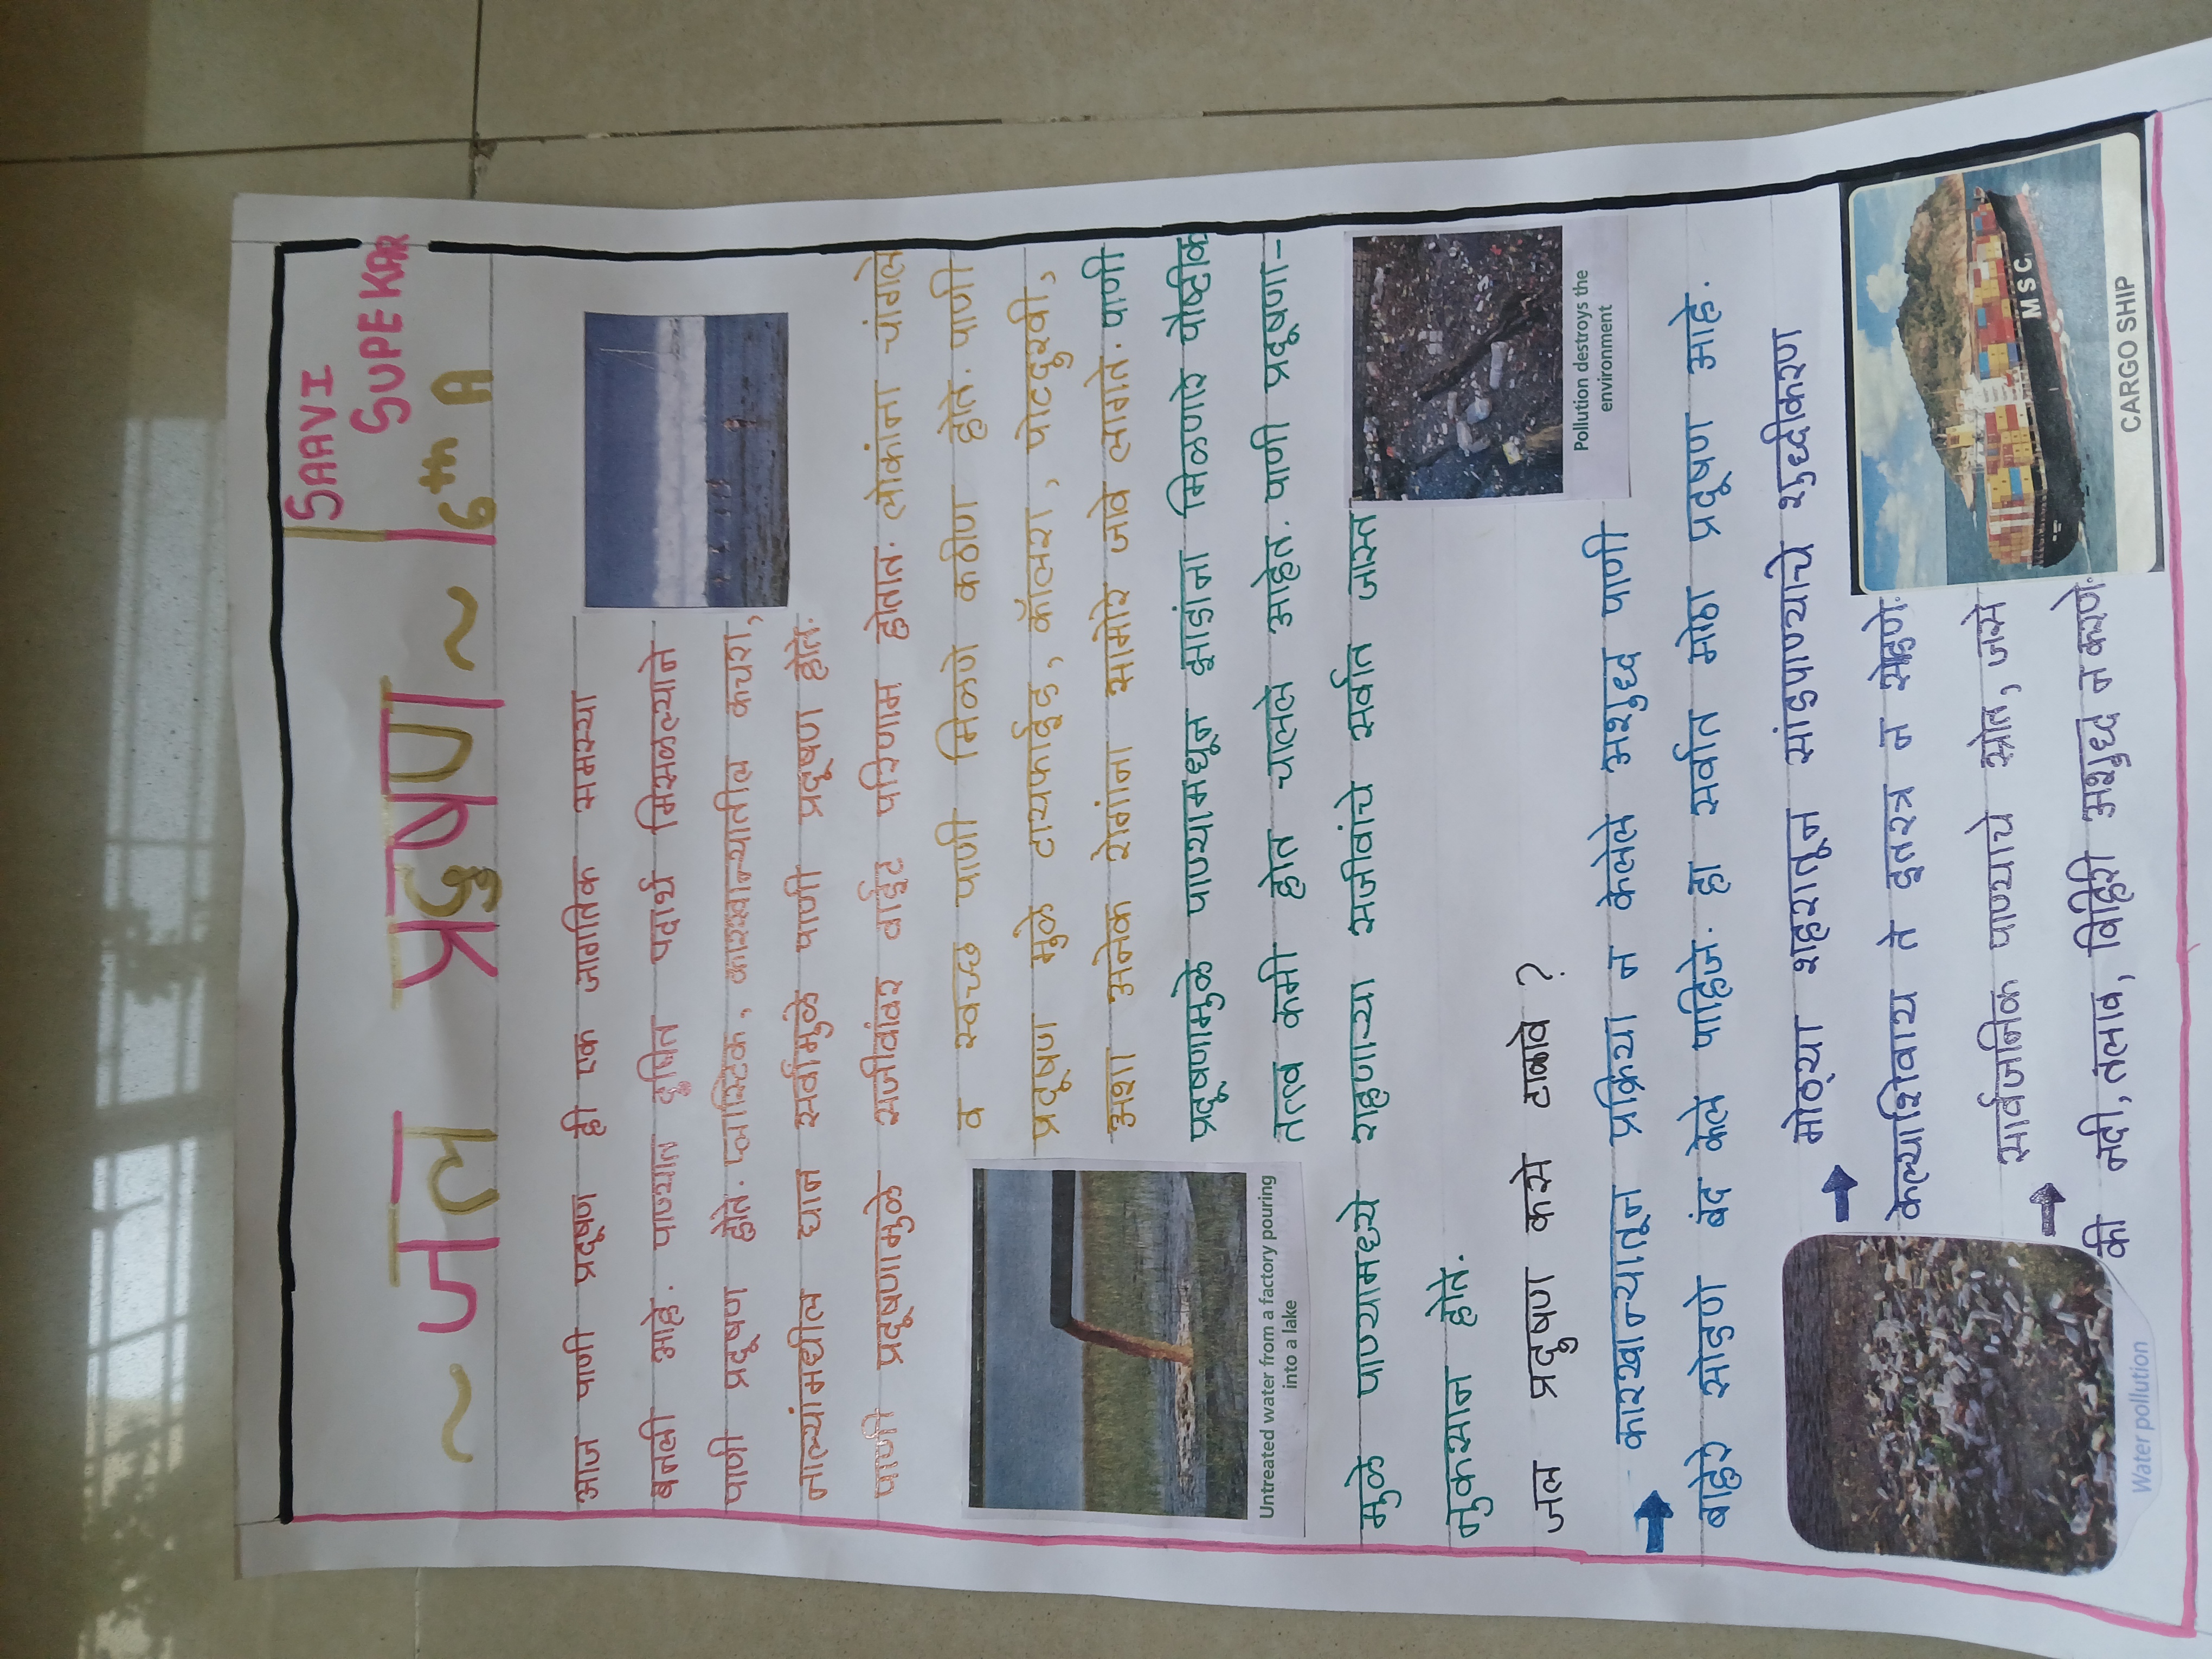 SAAVI
SUPEKAR
~ जल प्रदुषण ~
6th A
आज पाणी प्रदूषण ही एक जागतिक समस्या
बनली आहे. पाण्यात दुषित पदार्थ मिसळल्याने
पाणी प्रदूषण होते. प्लास्टिक, कारखान्यातील कचरा,
नाल्यांमधील घान सर्वांमुळे पाणी प्रदूषण होते.
पाणी प्रदूषणामुळे सजीवांवर वाईट परिणाम होतात. लोकांना चांगले
व स्वच्छ पाणी मिळणे कठीण होते. पाणी
प्रदूषण मुळे टायफाईड, कॉलरा, पोटदुखी,
अशा अनेक रोगांना सामोरे जावे लागते. पाणी
प्रदूषणामुळे पाण्यामधून झाडांना मिळणारे पौष्टीक
तत्त्व कमी होत चालले आहेत. पाणी प्रदूषणा-
Untreated water from a factory pouring
into a lake
मुळे पाण्यामध्ये राहणाऱ्या सजीवांचे सर्वात जास्त
नुकसान होते.
जल प्रदुषण कसे टाळावे ?
Pollution destroys the
environment
→ कारखान्यातून प्रक्रिया न केलेले अशुद्ध पाणी
बाहेरे सोडणे बंद केले पाहिजे. हा सर्वात मोठा प्रदूषण आहे.
→ मोठ्या शहरातून सांडपाण्याचे शुद्धीकरण
केल्याशिवाय ते इतरत्र न सोडणे.
→ सार्वजनिक पाण्याचे स्रोत, जसे
की नदी, तलाव, विहिरी अशुद्ध न करणे.
Water pollution
MSC
CARGO SHIP